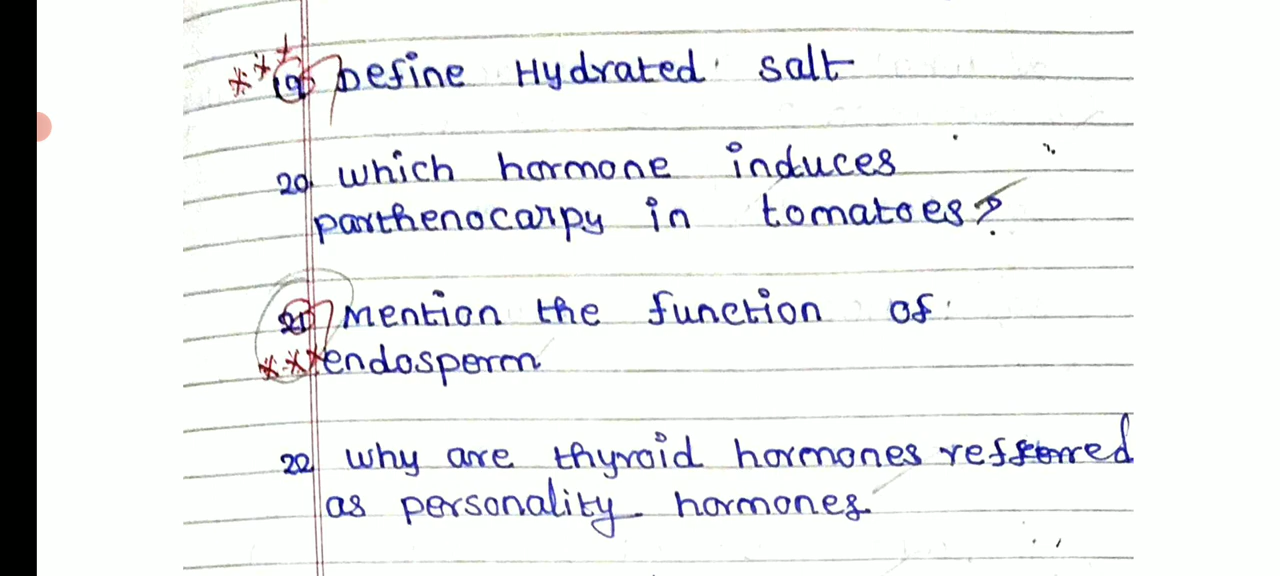 *** 19 Define Hydrated salt
20. which hormone induces
parthenocarpy in tomatoes?
21 Mention the function of
*** endosperm
22. why are thyroid hormones referred
as personality hormones.